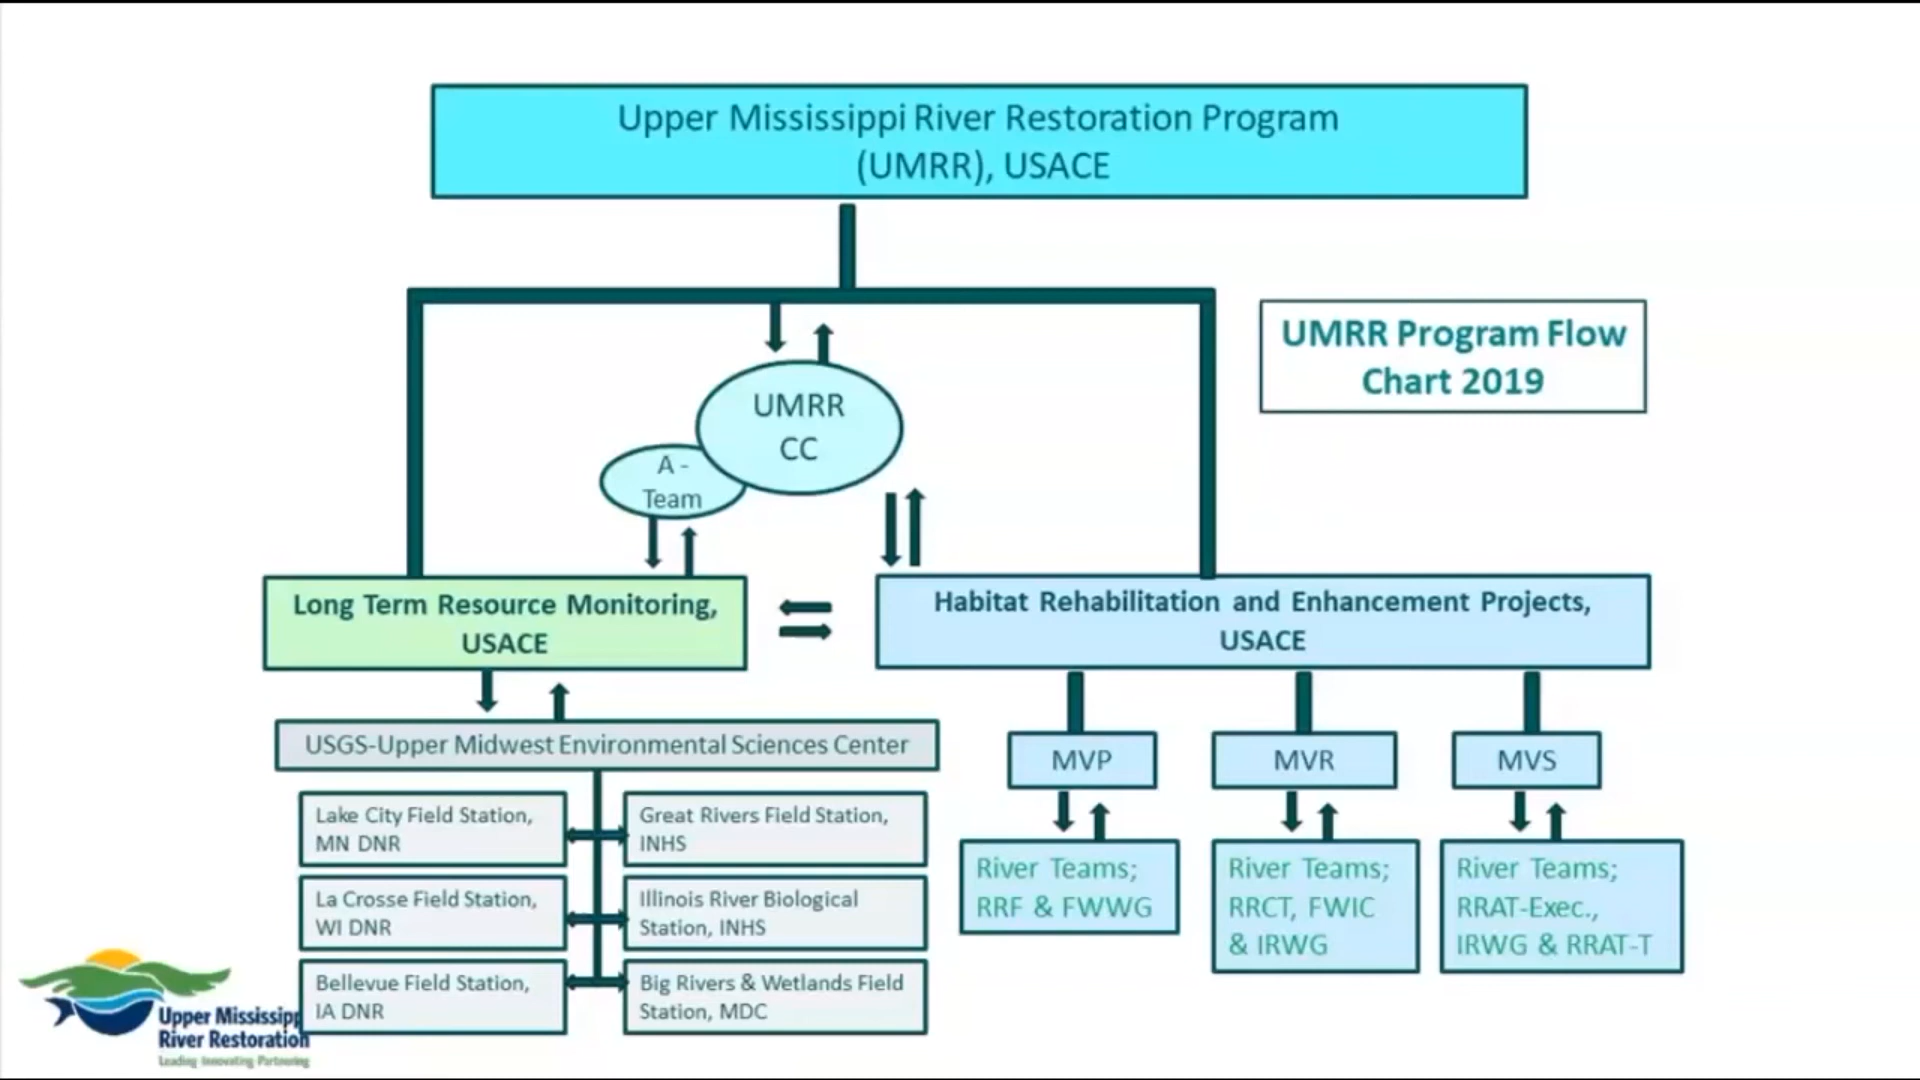 Upper Mississippi River Restoration Program
(UMRR), USACE
UMRR Program Flow
Chart 2019
UMRR
CC
A -
Team
Long Term Resource Monitoring,
USACE
Habitat Rehabilitation and Enhancement Projects,
USACE
USGS-Upper Midwest Environmental Sciences Center
Lake City Field Station,
MN DNR
Great Rivers Field Station,
INHS
La Crosse Field Station,
WI DNR
Illinois River Biological
Station, INHS
Bellevue Field Station,
IA DNR
Big Rivers & Wetlands Field
Station, MDC
MVP
MVR
MVS
River Teams;
RRF & FWWG
River Teams;
RRCT, FWIC
& IRWG
River Teams;
RRAT-Exec.,
IRWG & RRAT-T
Upper Mississipp
River Restoration
Leading Innovating Partnering